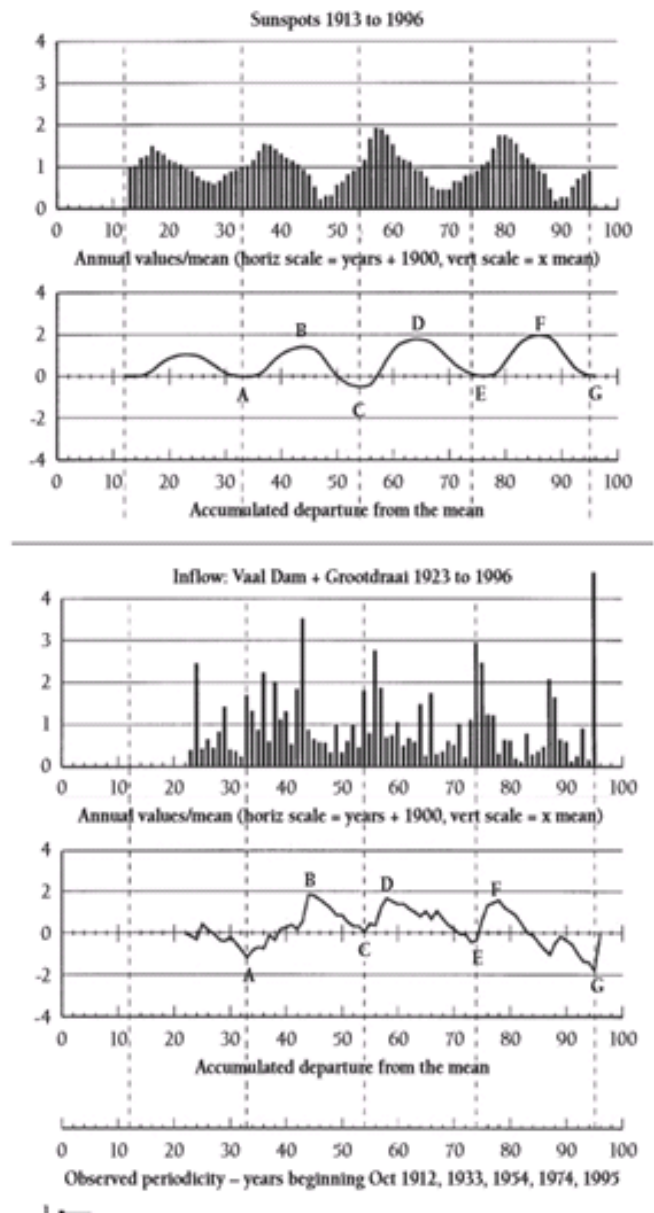 Sunspots 1913 to 1996
4
3
2
1
0
0 10 20 30 40 50 60 70 80 90 100
Annual values/mean (horiz scale = years + 1900, vert scale = x mean)
4
2
0
-2
-4
B D F
A C E G
0 10 20 30 40 50 60 70 80 90 100
Accumulated departure from the mean
Inflow: Vaal Dam + Grootdraai 1923 to 1996
4
3
2
1
0
0 10 20 30 40 50 60 70 80 90 100
Annual values/mean (horiz scale = years + 1900, vert scale = x mean)
4
2
0
-2
-4
B D F
A C E G
0 10 20 30 40 50 60 70 80 90 100
Accumulated departure from the mean
0 10 20 30 40 50 60 70 80 90 100
Observed periodicity – years beginning Oct 1912, 1933, 1954, 1974, 1995